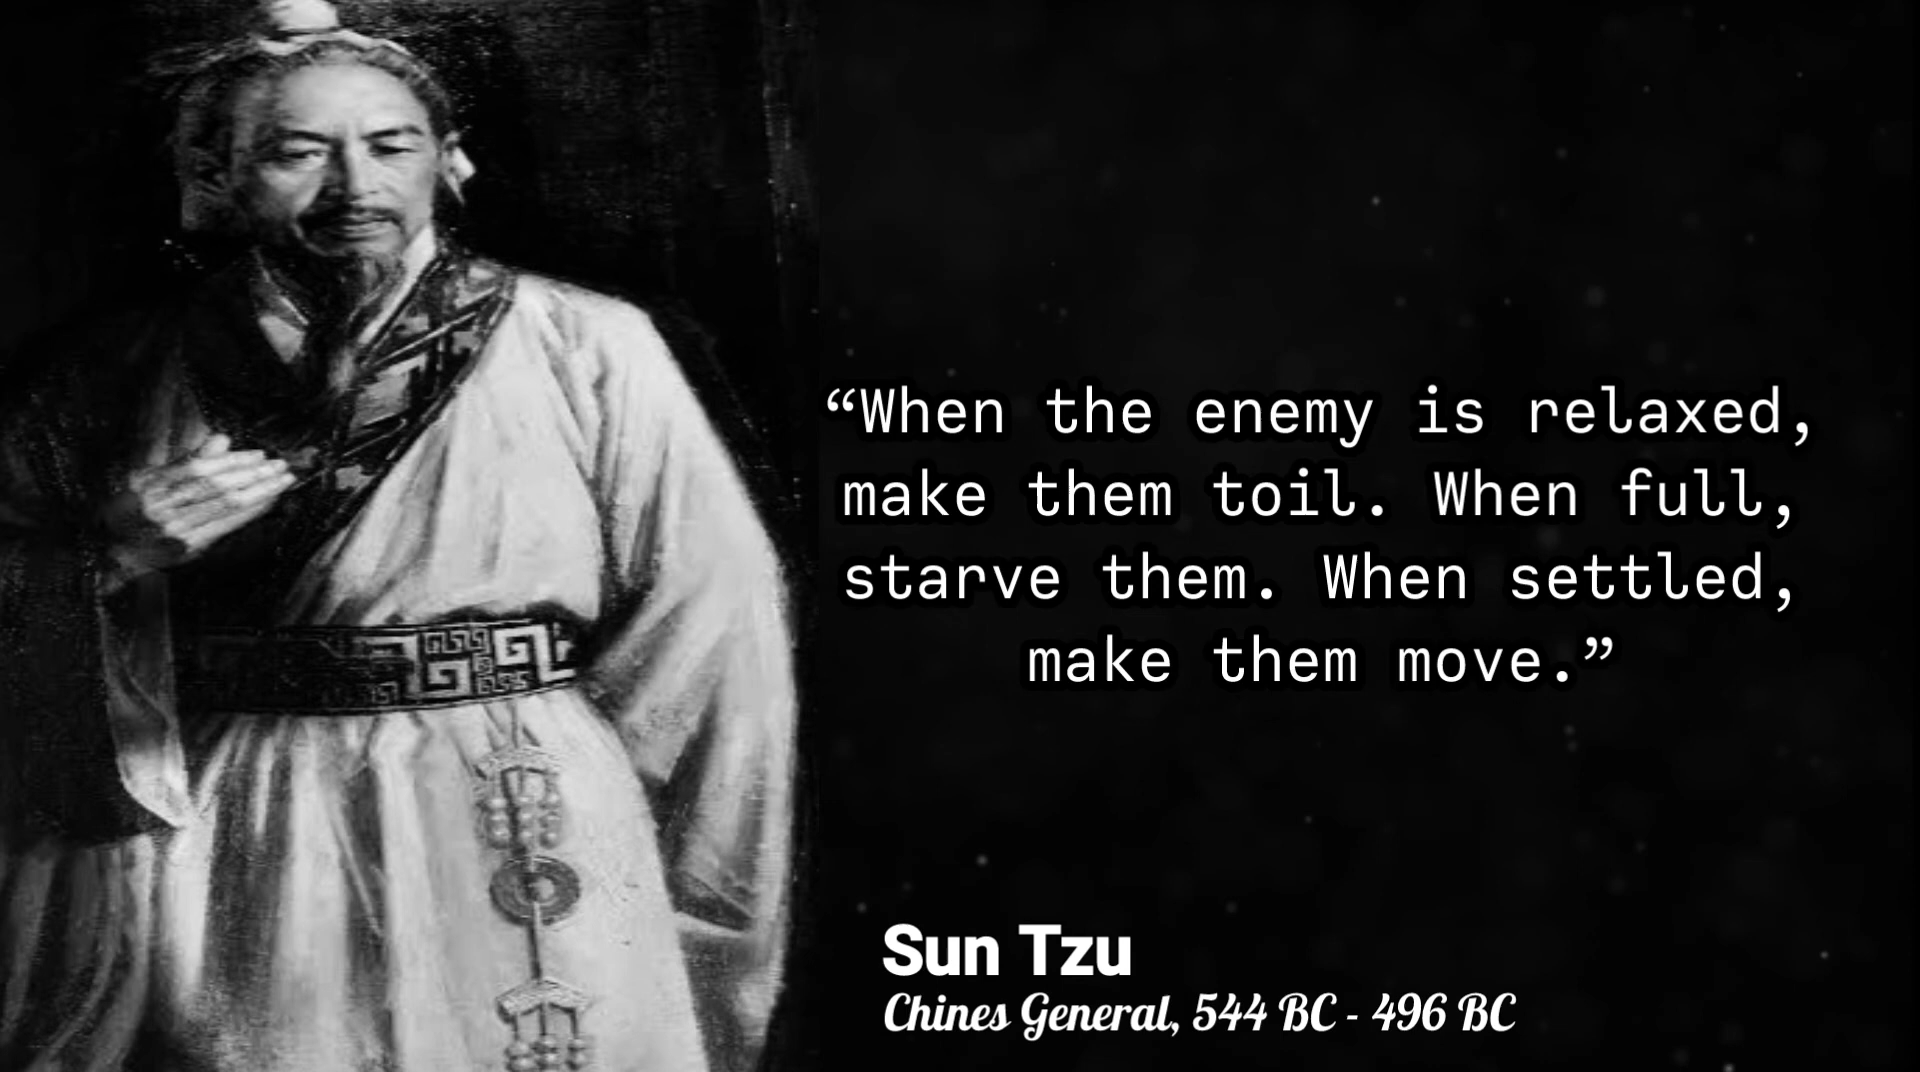 “When the enemy is relaxed,
make them toil. When full,
starve them. When settled,
make them move.”
Sun Tzu
Chines General, 544 BC - 496 BC